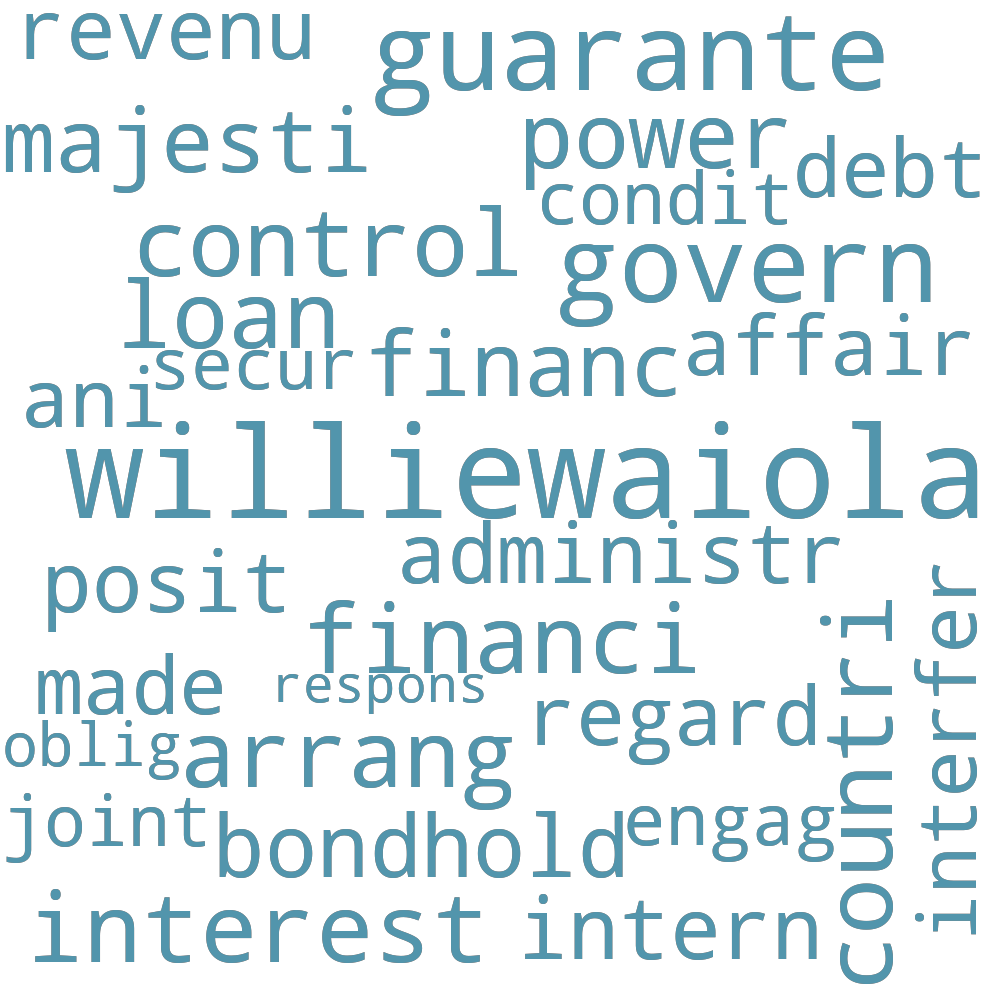 revenu
guarante
majesti
power
debt
condit
control
govern
loan
affair
secur
financ
ani
williewaiola
administr
posit
financi
countri
interfer
made
respons
regard
oblig
arrang
joint
bondhold
engag
interest
intern